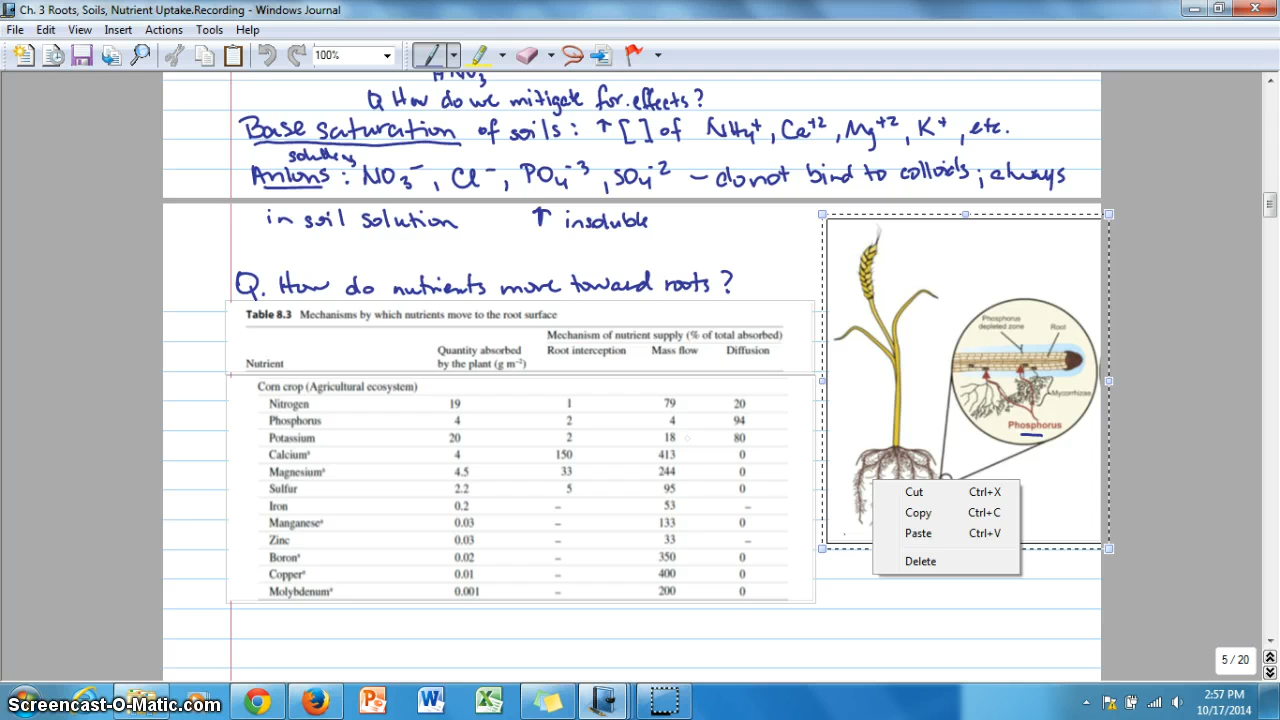 Ch. 3 Roots, Soils, Nutrient Uptake.Recording - Windows Journal
File Edit View Insert Actions Tools Help
100%
HNO3
Q How do we mitigate for effects?
Base saturation of soils: ↑ [ ] of NH4+, Ca+2, Mg+2, K+, etc.
Anions: NO3-, Cl-, PO4-3, SO4-2 - do not bind to colloids; always
in soil solution ↑ insoluble
Q. How do nutrients move toward roots?
Table 8.3 Mechanisms by which nutrients move to the root surface
Mechanism of nutrient supply (% of total absorbed)
Quantity absorbed Root interception Mass flow Diffusion
Nutrient by the plant (g m⁻²)
Corn crop (Agricultural ecosystem)
Nitrogen 19 1 79 20
Phosphorus 4 2 4 94
Potassium 20 2 18 80
Calciumᵃ 4 150 413 0
Magnesiumᵃ 4.5 33 244 0
Sulfur 2.2 5 95 0
Iron 0.2 – 53 –
Manganeseᵃ 0.03 – 133 0
Zinc 0.03 – 33 –
Boronᵃ 0.02 – 350 0
Copperᵃ 0.01 – 400 0
Molybdenumᵃ 0.001 – 200 0
Phosphorus
depleted zone
Root
Mycorrhizae
Phosphorus
Cut Ctrl+X
Copy Ctrl+C
Paste Ctrl+V
Delete
5 / 20
Screencast-O-Matic.com
2:57 PM
10/17/2014